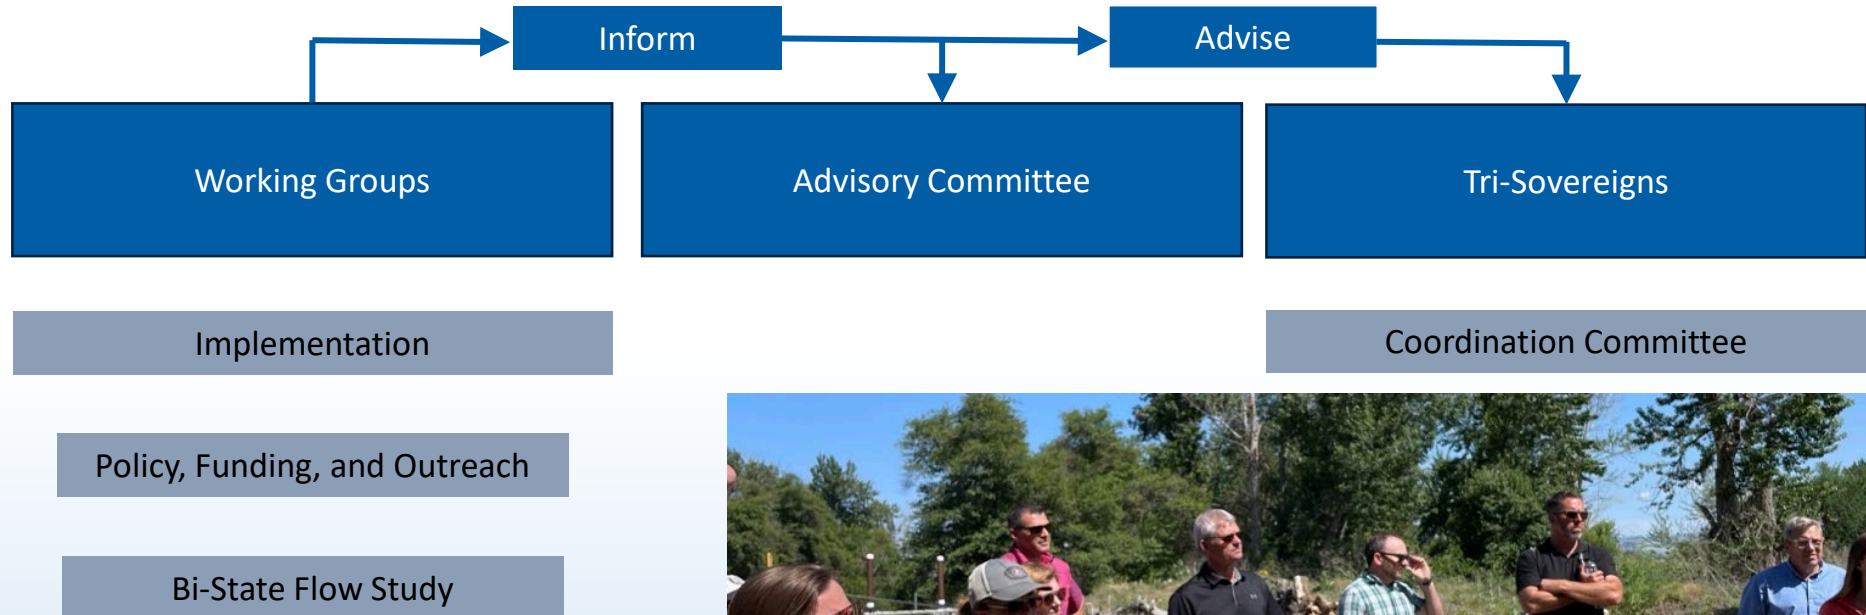 Inform
Advise
Working Groups
Advisory Committee
Tri-Sovereigns
Implementation
Coordination Committee
Policy, Funding, and Outreach
Bi-State Flow Study